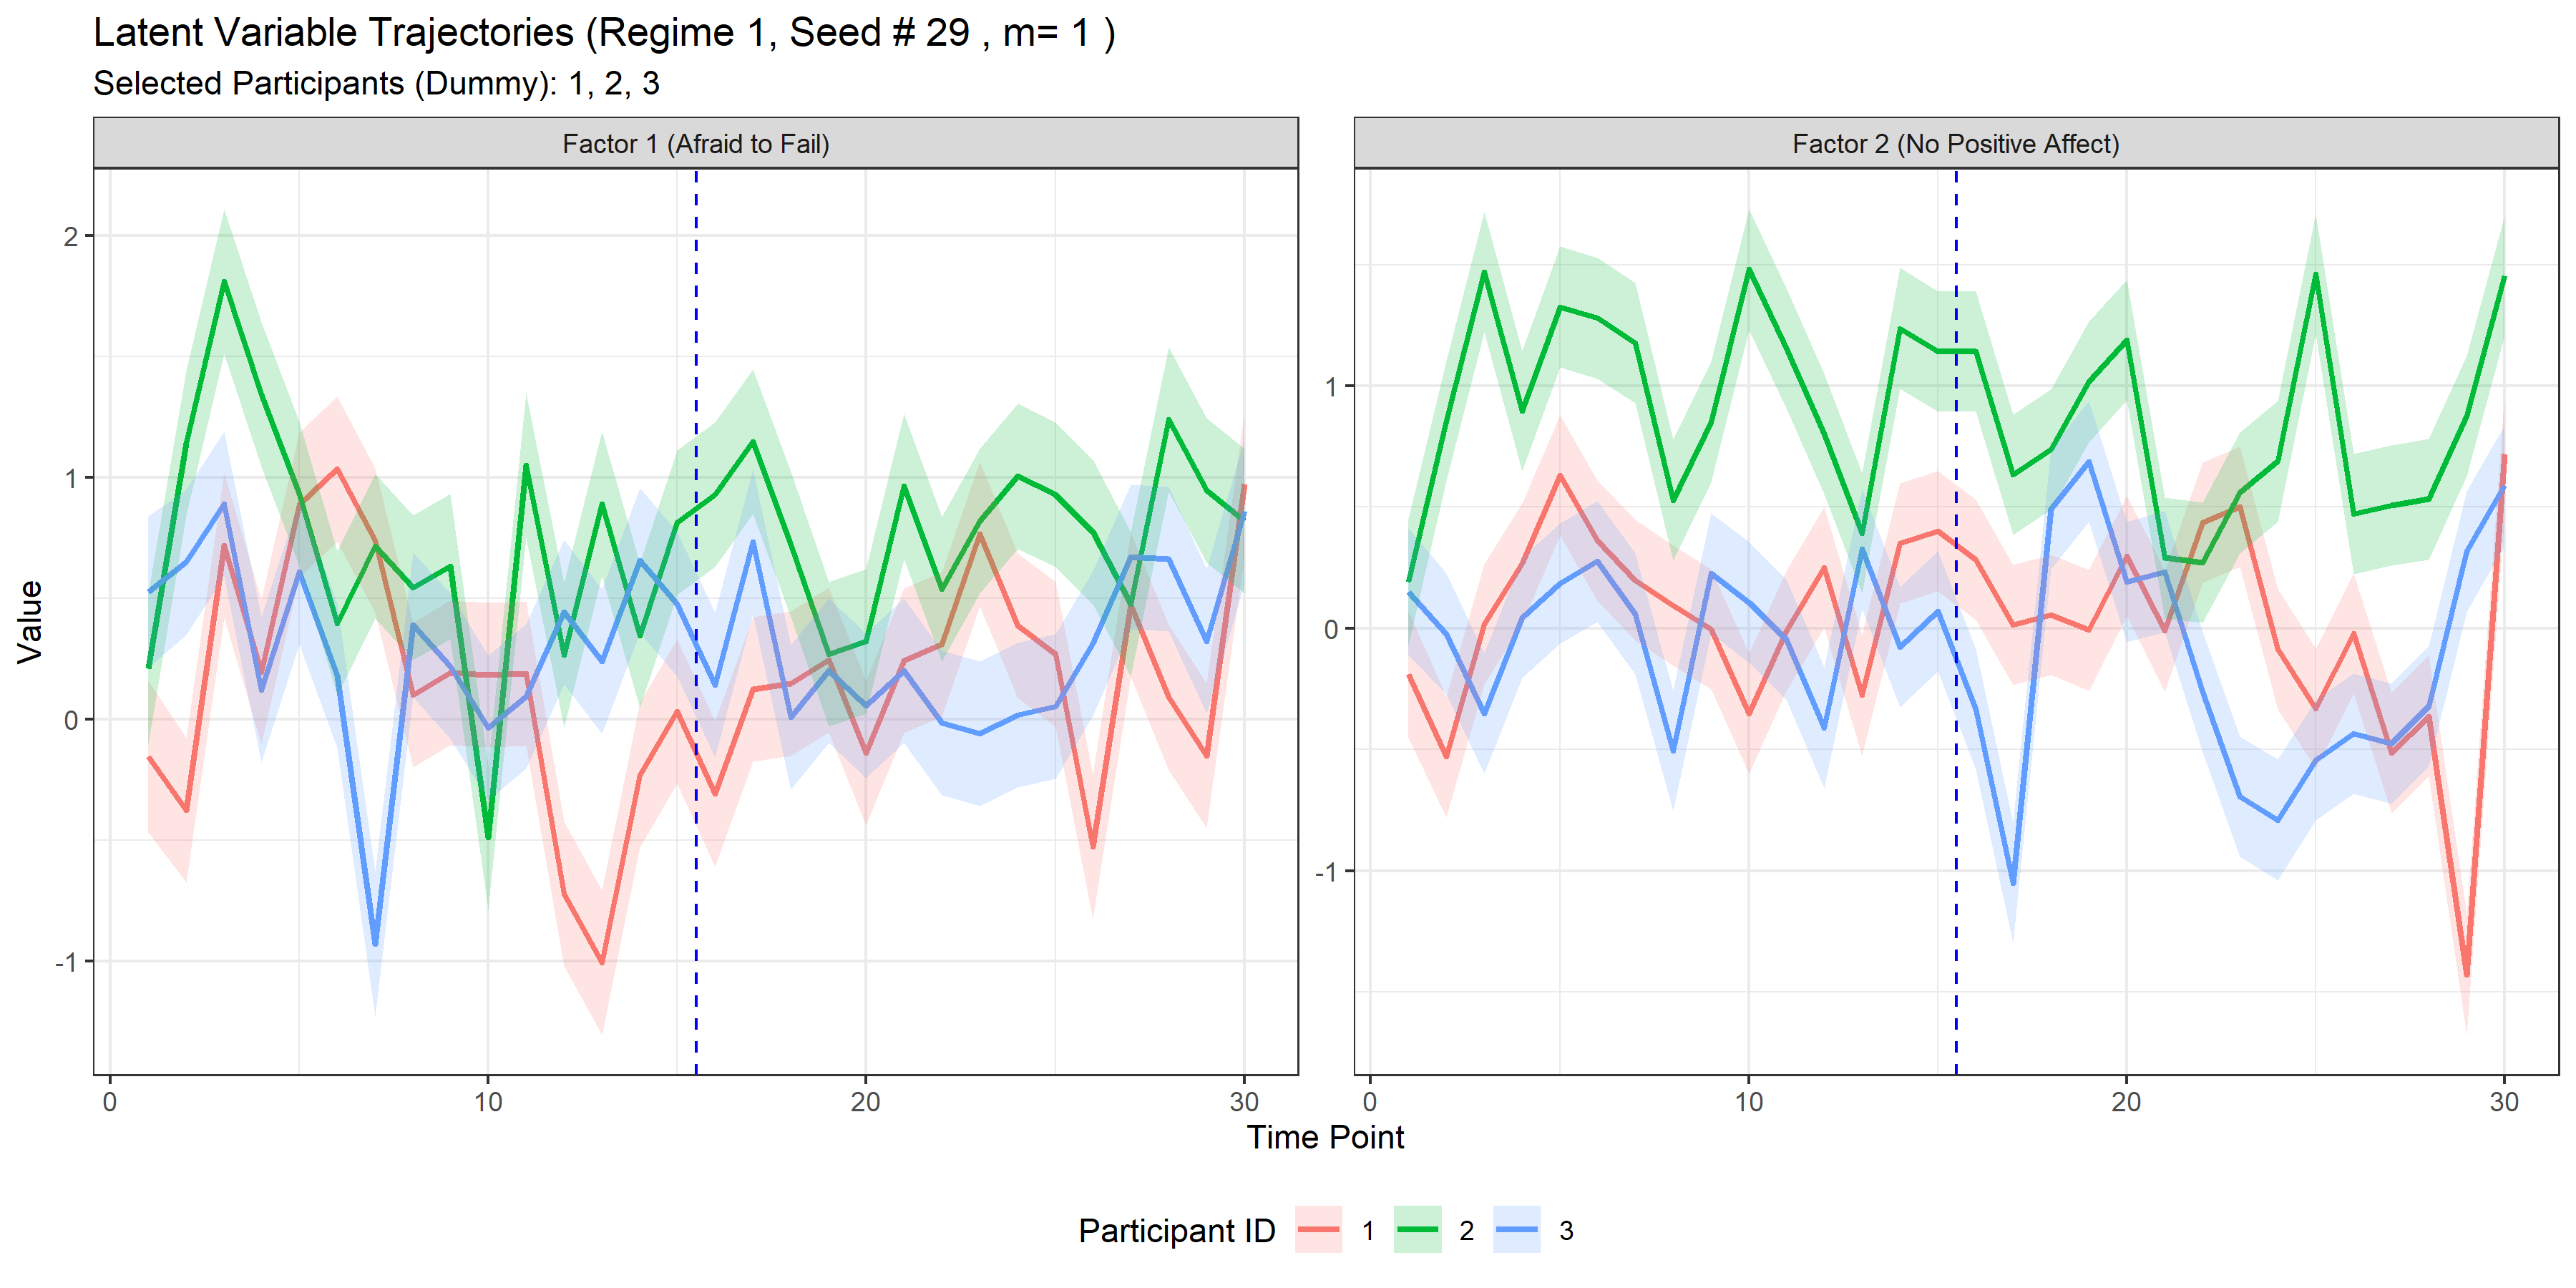 Latent Variable Trajectories (Regime 1, Seed # 29 , m= 1 )
Selected Participants (Dummy): 1, 2, 3
Factor 1 (Afraid to Fail)
Factor 2 (No Positive Affect)
Value
2
1
0
-1
1
0
-1
0 10 20 30
0 10 20 30
Time Point
Participant ID 1 2 3